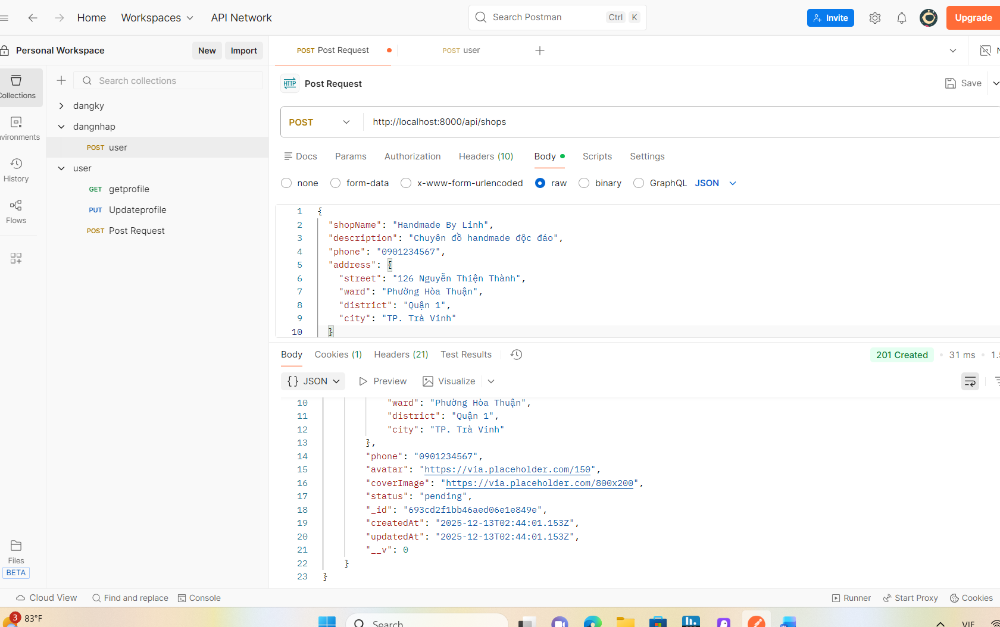 Home
Workspaces
API Network
Search Postman
Ctrl K
Invite
Upgrade
Personal Workspace
New
Import
POST Post Request
POST user
Search collections
Collections
dangky
dangnhap
POST user
user
GET getprofile
PUT Updateprofile
POST Post Request
History
Flows
Files
BETA
HTTP
Post Request
Save
POST
http://localhost:8000/api/shops
Docs
Params
Authorization
Headers (10)
Body
Scripts
Settings
none
form-data
x-www-form-urlencoded
raw
binary
GraphQL
JSON
1 {
2 "shopName": "Handmade By Linh",
3 "description": "Chuyên đồ handmade độc đáo",
4 "phone": "0901234567",
5 "address": {
6 "street": "126 Nguyễn Thiện Thành",
7 "ward": "Phường Hòa Thuận",
8 "district": "Quận 1",
9 "city": "TP. Trà Vinh"
10 }
Body
Cookies (1)
Headers (21)
Test Results
201 Created
31 ms
{} JSON
Preview
Visualize
10 "ward": "Phường Hòa Thuận",
11 "district": "Quận 1",
12 "city": "TP. Trà Vinh"
13 },
14 "phone": "0901234567",
15 "avatar": "https://via.placeholder.com/150",
16 "coverImage": "https://via.placeholder.com/800x200",
17 "status": "pending",
18 "_id": "693cd2f1bb46aed06e1e849e",
19 "createdAt": "2025-12-13T02:44:01.153Z",
20 "updatedAt": "2025-12-13T02:44:01.153Z",
21 "__v": 0
22 }
23 }
Cloud View
Find and replace
Console
Runner
Start Proxy
Cookies
3
83°F
Search
VIE